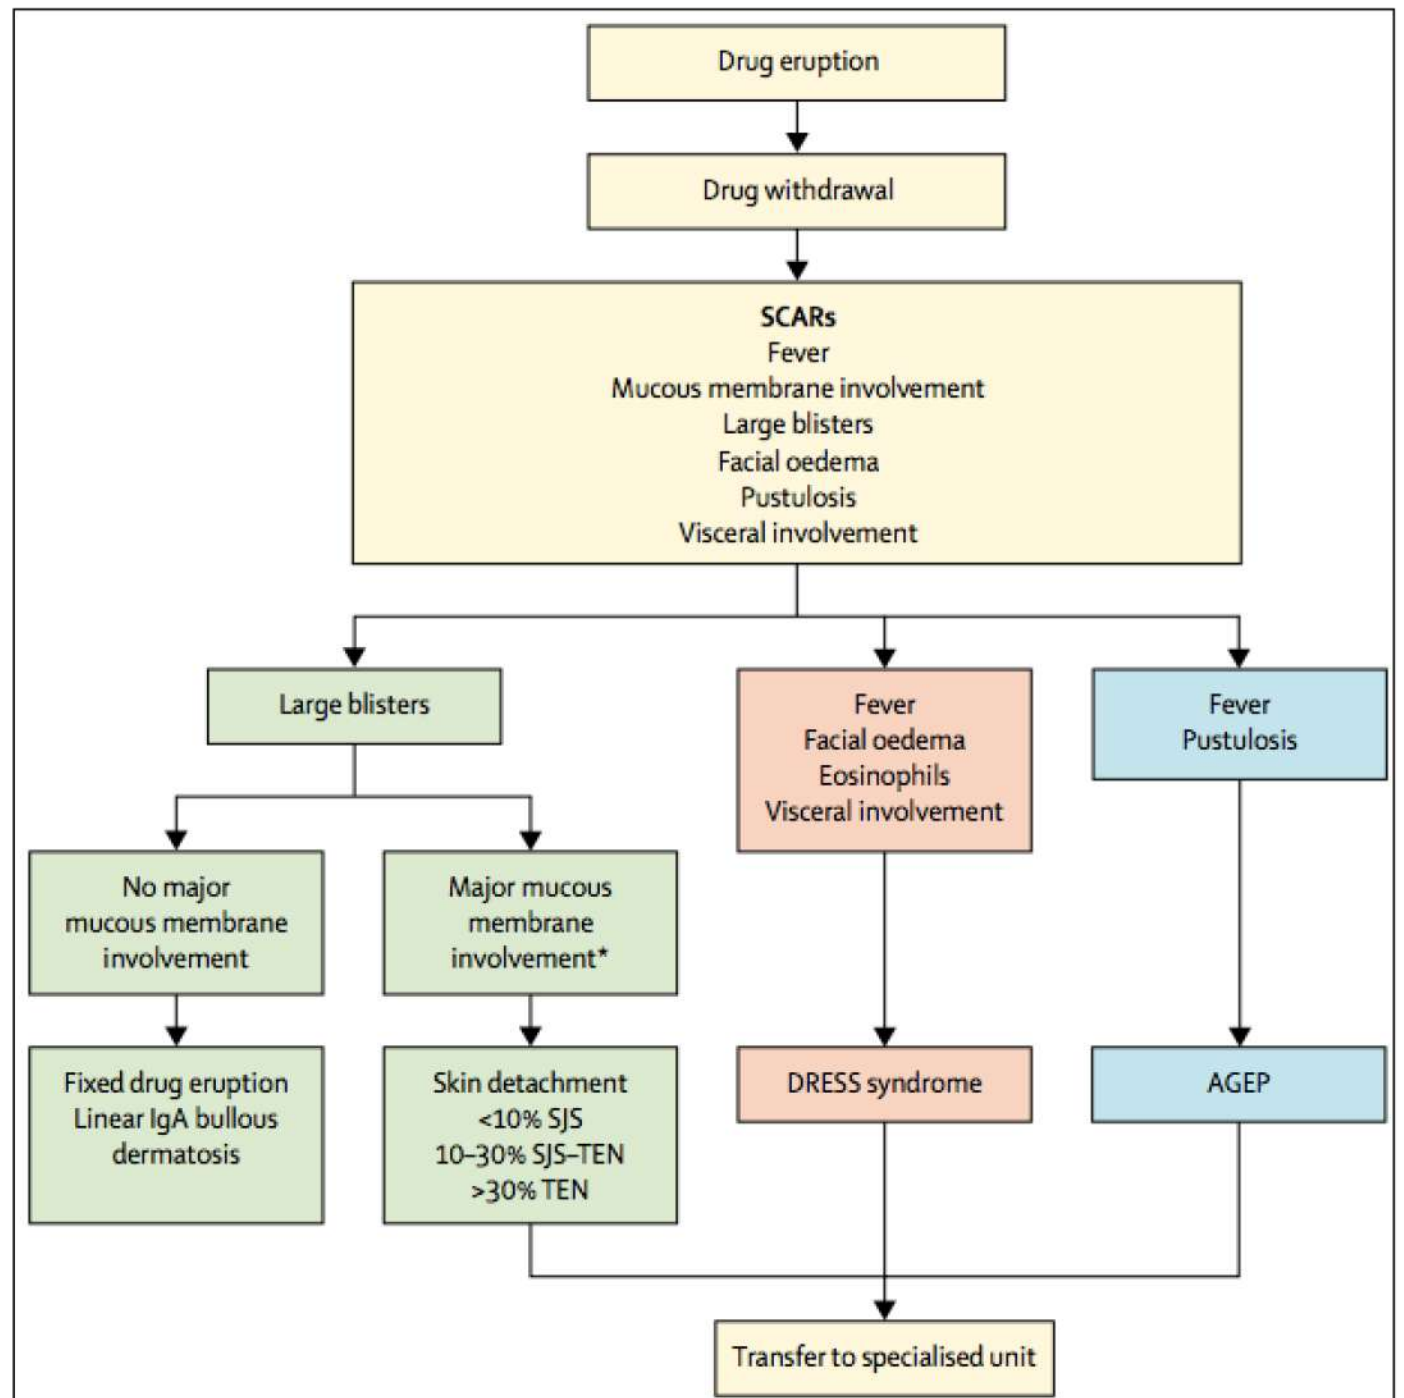 Drug eruption
Drug withdrawal
SCARs
Fever
Mucous membrane involvement
Large blisters
Facial oedema
Pustulosis
Visceral involvement
Large blisters
Fever
Facial oedema
Eosinophils
Visceral involvement
Fever
Pustulosis
No major
mucous membrane
involvement
Major mucous
membrane
involvement*
Fixed drug eruption
Linear IgA bullous
dermatosis
Skin detachment
<10% SJS
10–30% SJS–TEN
>30% TEN
DRESS syndrome
AGEP
Transfer to specialised unit